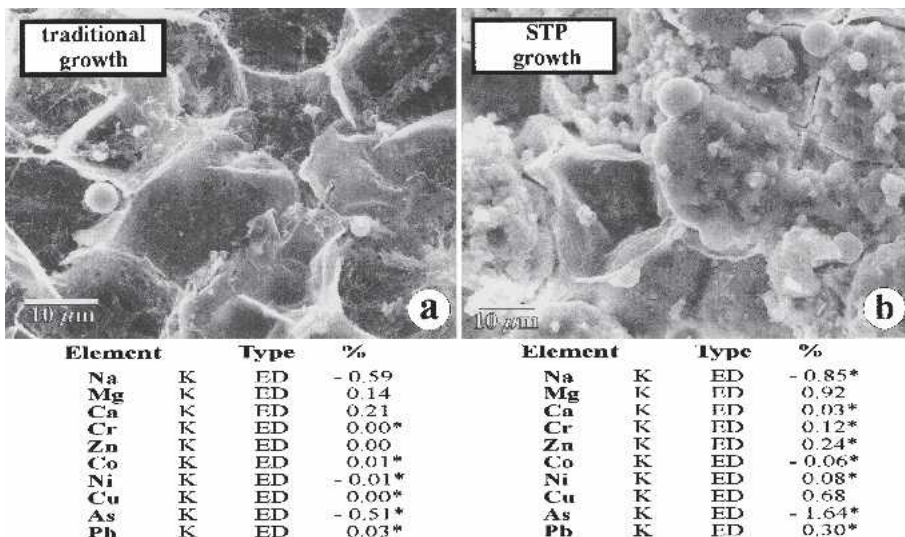 traditional
growth
STP
growth
10 μm
a
10 μm
b
Element Type %
Na K ED - 0.59
Mg K ED 0.14
Ca K ED 0.21
Cr K ED 0.00*
Zn K ED 0.00
Co K ED 0.01*
Ni K ED - 0.01*
Cu K ED 0.00*
As K ED - 0.51*
Pb K ED 0.03*
Element Type %
Na K ED - 0.85*
Mg K ED 0.92
Ca K ED 0.03*
Cr K ED 0.12*
Zn K ED 0.24*
Co K ED - 0.06*
Ni K ED 0.08*
Cu K ED 0.68
As K ED - 1.64*
Pb K ED 0.30*